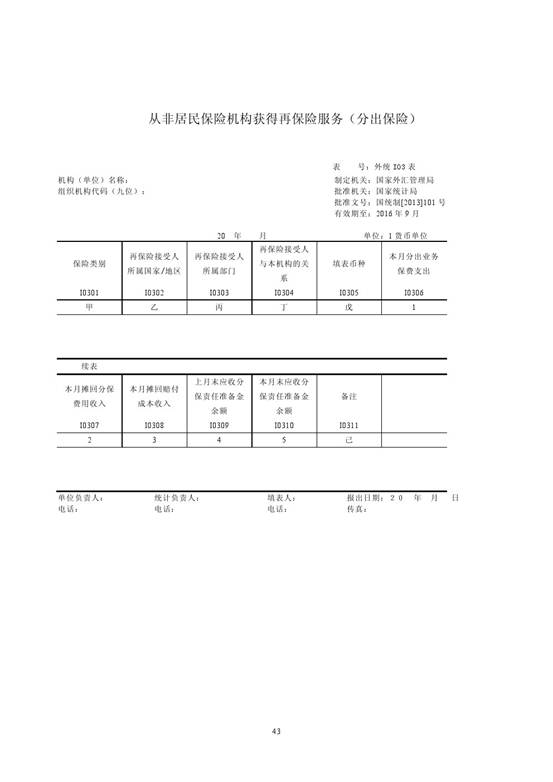 从非居民保险机构获得再保险服务（分出保险）
表 号：外统 I03 表
机构（单位）名称： 制定机关：国家外汇管理局
组织机构代码（九位）： 批准机关：国家统计局
批准文号：国统制[2013]101 号
有效期至：2016 年 9 月
20 年 月 单位：1 货币单位
保险类别 再保险接受人所属国家/地区 再保险接受人所属部门 再保险接受人与本机构的关系 填表币种 本月分出业务保费支出
I0301 I0302 I0303 I0304 I0305 I0306
甲 乙 丙 丁 戊 1
续表
本月摊回分保费用收入 本月摊回赔付成本收入 上月末应收分保责任准备金余额 本月末应收分保责任准备金余额 备注
I0307 I0308 I0309 I0310 I0311
2 3 4 5 己
单位负责人： 统计负责人： 填表人： 报出日期：２０ 年 月 日
电话： 电话： 电话： 传真：
43